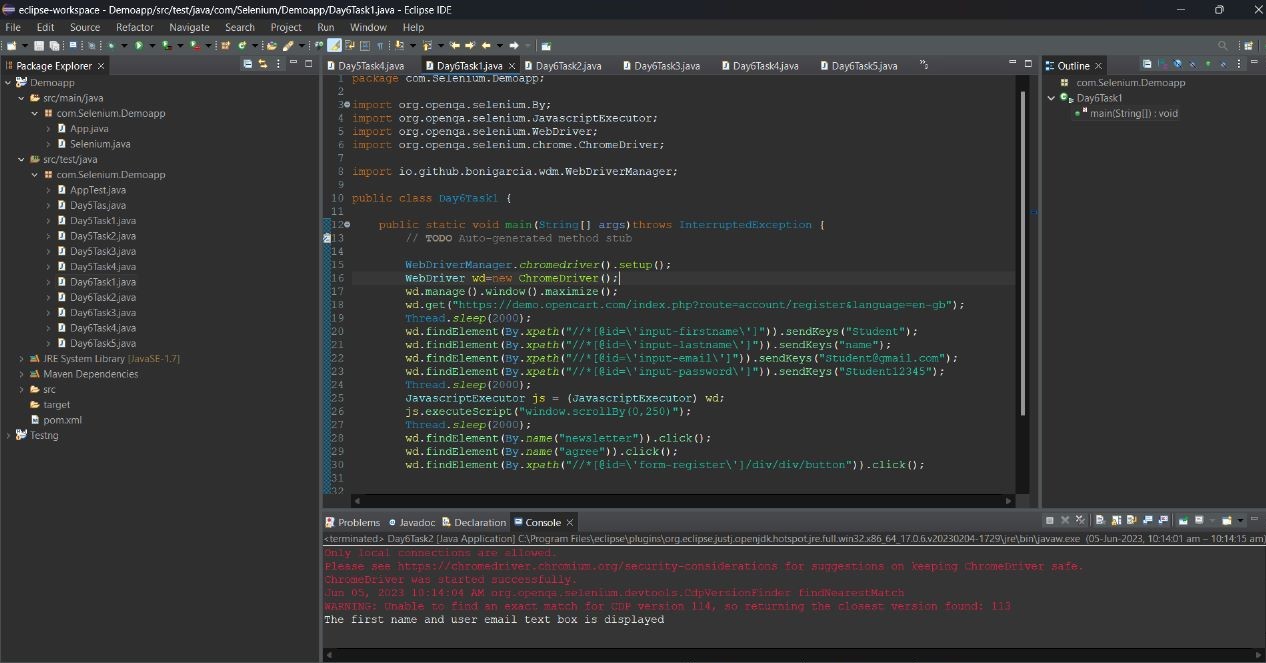 eclipse-workspace - Demoapp/src/test/java/com/Selenium/Demoapp/Day6Task1.java - Eclipse IDE
File Edit Source Refactor Navigate Search Project Run Window Help
Package Explorer
Demoapp
src/main/java
com.Selenium.Demoapp
App.java
Selenium.java
src/test/java
com.Selenium.Demoapp
AppTest.java
Day5Tas.java
Day5Task1.java
Day5Task2.java
Day5Task3.java
Day5Task4.java
Day6Task1.java
Day6Task2.java
Day6Task3.java
Day6Task4.java
Day6Task5.java
JRE System Library [JavaSE-1.7]
Maven Dependencies
src
target
pom.xml
Testng
Day5Task4.java Day6Task1.java Day6Task2.java Day6Task3.java Day6Task4.java Day6Task5.java »5
1 package com.Selenium.Demoapp;
2
3 import org.openqa.selenium.By;
4 import org.openqa.selenium.JavascriptExecutor;
5 import org.openqa.selenium.WebDriver;
6 import org.openqa.selenium.chrome.ChromeDriver;
7
8 import io.github.bonigarcia.wdm.WebDriverManager;
9
10 public class Day6Task1 {
11
12 public static void main(String[] args)throws InterruptedException {
13 // TODO Auto-generated method stub
14
15 WebDriverManager.chromedriver().setup();
16 WebDriver wd=new ChromeDriver();
17 wd.manage().window().maximize();
18 wd.get("https://demo.opencart.com/index.php?route=account/register&language=en-gb");
19 Thread.sleep(2000);
20 wd.findElement(By.xpath("//*[@id=\'input-firstname\']")).sendKeys("Student");
21 wd.findElement(By.xpath("//*[@id=\'input-lastname\']")).sendKeys("name");
22 wd.findElement(By.xpath("//*[@id=\'input-email\']")).sendKeys("Student@gmail.com");
23 wd.findElement(By.xpath("//*[@id=\'input-password\']")).sendKeys("Student12345");
24 Thread.sleep(2000);
25 JavascriptExecutor js = (JavascriptExecutor) wd;
26 js.executeScript("window.scrollBy(0,250)");
27 Thread.sleep(2000);
28 wd.findElement(By.name("newsletter")).click();
29 wd.findElement(By.name("agree")).click();
30 wd.findElement(By.xpath("//*[@id=\'form-register\']/div/div/button")).click();
31
32
Outline
com.Selenium.Demoapp
Day6Task1
main(String[]) : void
Problems Javadoc Declaration Console
<terminated> Day6Task2 [Java Application] C:\Program Files\eclipse\plugins\org.eclipse.justj.openjdk.hotspot.jre.full.win32.x86_64_17.0.6.v20230204-1729\jre\bin\javaw.exe (05-Jun-2023, 10:14:01 am – 10:14:15 am)
Only local connections are allowed.
Please see https://chromedriver.chromium.org/security-considerations for suggestions on keeping ChromeDriver safe.
ChromeDriver was started successfully.
Jun 05, 2023 10:14:04 AM org.openqa.selenium.devtools.CdpVersionFinder findNearestMatch
WARNING: Unable to find an exact match for CDP version 114, so returning the closest version found: 113
The first name and user email text box is displayed